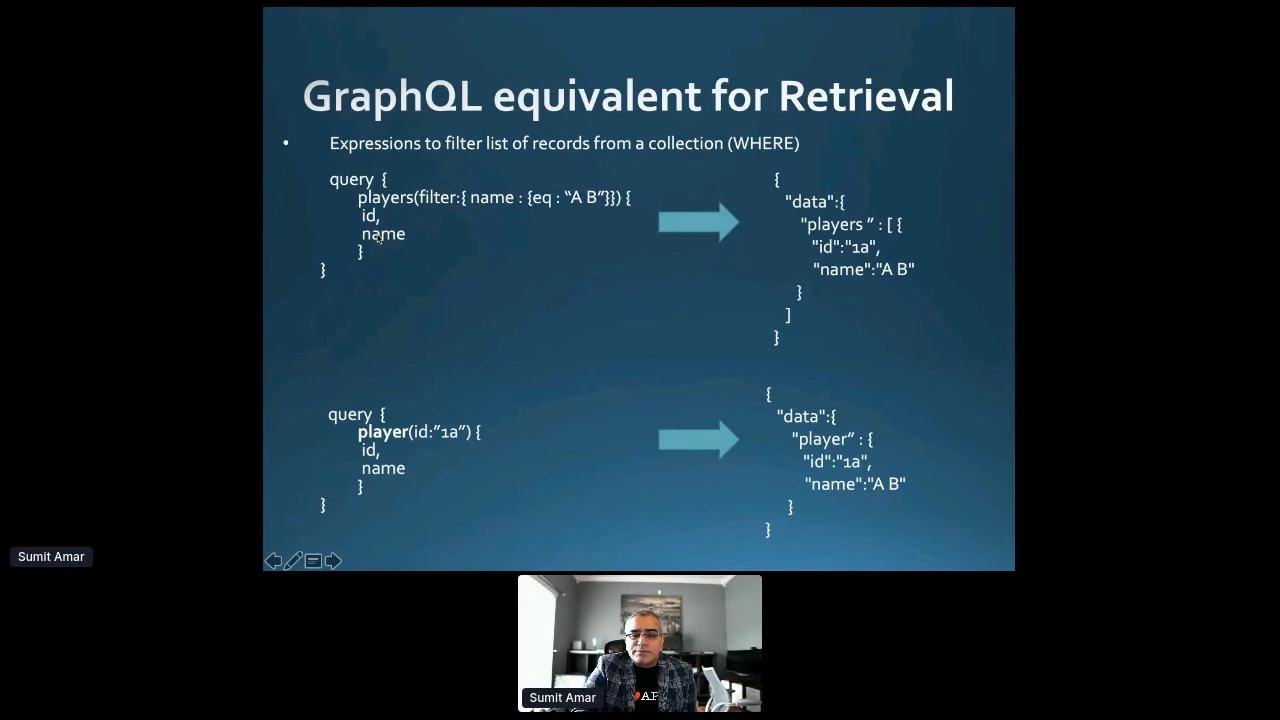 GraphQL equivalent for Retrieval
• Expressions to filter list of records from a collection (WHERE)
query {
players(filter:{ name : {eq : “A B”}}) {
id,
name
}
}
{
"data":{
"players ” : [ {
"id":"1a",
"name":"A B"
}
]
}
query {
player(id:”1a”) {
id,
name
}
}
{
"data":{
"player” : {
"id":"1a",
"name":"A B"
}
}
Sumit Amar
Sumit Amar